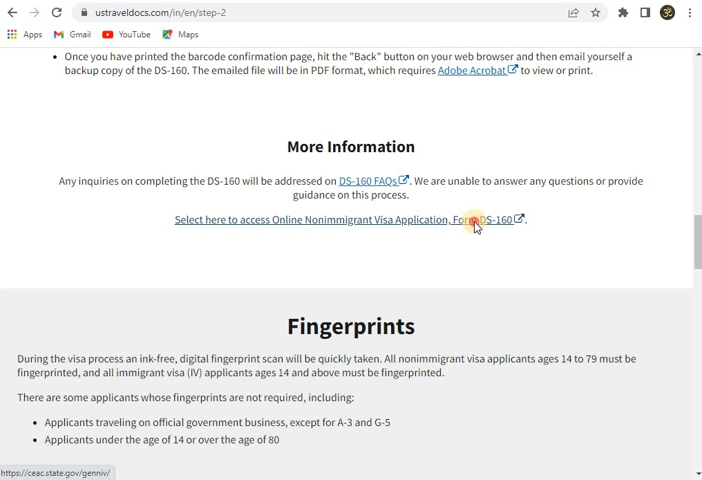 ustraveldocs.com/in/en/step-2
Apps Gmail YouTube Maps
Once you have printed the barcode confirmation page, hit the "Back" button on your web browser and then email yourself a
backup copy of the DS-160. The emailed file will be in PDF format, which requires Adobe Acrobat to view or print.
More Information
Any inquiries on completing the DS-160 will be addressed on DS-160 FAQs. We are unable to answer any questions or provide
guidance on this process.
Select here to access Online Nonimmigrant Visa Application, Form DS-160.
Fingerprints
During the visa process an ink-free, digital fingerprint scan will be quickly taken. All nonimmigrant visa applicants ages 14 to 79 must be
fingerprinted, and all immigrant visa (IV) applicants ages 14 and above must be fingerprinted.
There are some applicants whose fingerprints are not required, including:
Applicants traveling on official government business, except for A-3 and G-5
Applicants under the age of 14 or over the age of 80
https://ceac.state.gov/genniv/